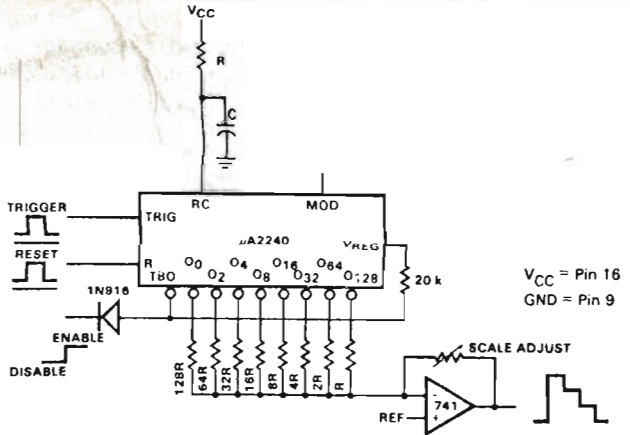 VCC
R
C
RC
MOD
TRIGGER
TRIG
RESET
R
µA2240
VREG
O0
O4
O16
O64
TBO
O2
O8
O32
O128
1N916
20 k
VCC = Pin 16
GND = Pin 9
ENABLE
DISABLE
128R
64R
32R
16R
8R
4R
2R
R
SCALE ADJUST
741
-
REF
+